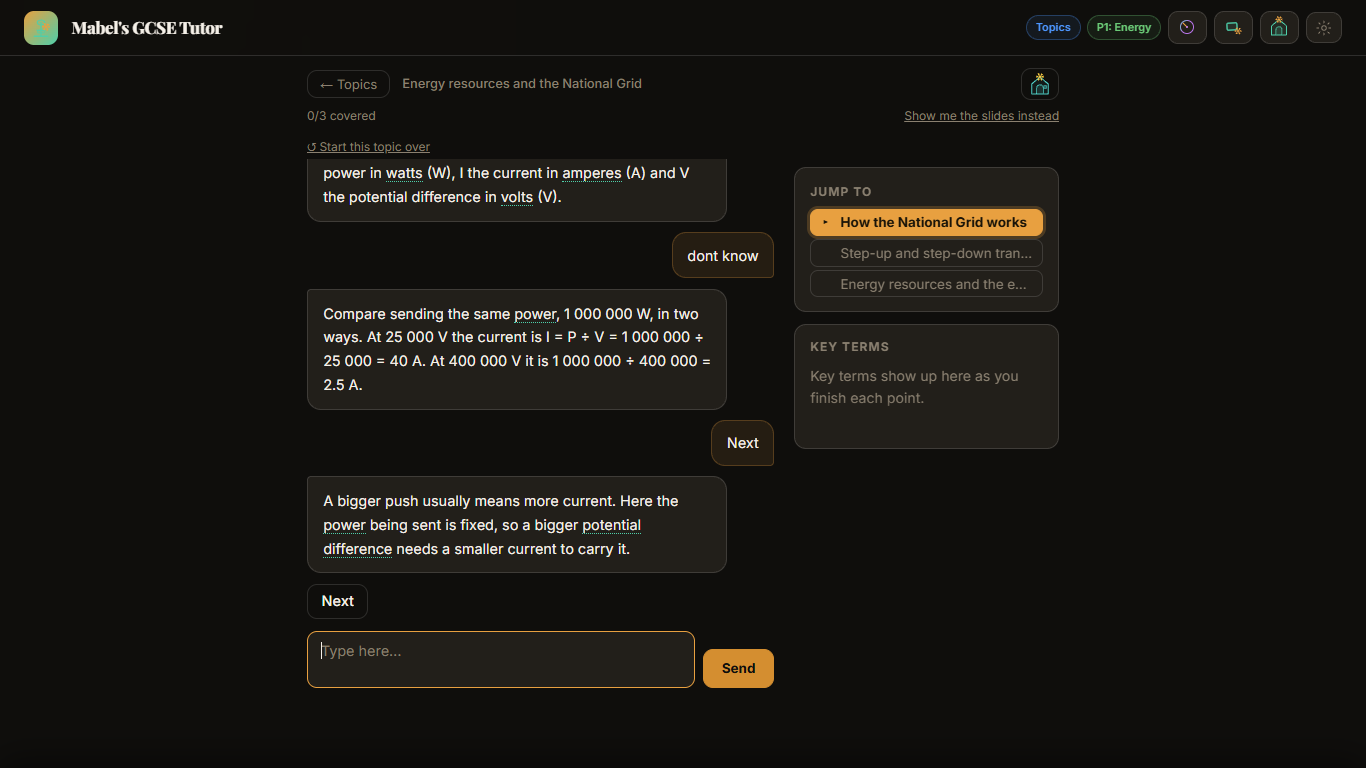 Mabel's GCSE Tutor
Topics
P1: Energy
← Topics
Energy resources and the National Grid
0/3 covered
Show me the slides instead
↺ Start this topic over
power in watts (W), I the current in amperes (A) and V
the potential difference in volts (V).
dont know
Compare sending the same power, 1 000 000 W, in two
ways. At 25 000 V the current is I = P ÷ V = 1 000 000 ÷
25 000 = 40 A. At 400 000 V it is 1 000 000 ÷ 400 000 =
2.5 A.
Next
A bigger push usually means more current. Here the
power being sent is fixed, so a bigger potential
difference needs a smaller current to carry it.
Next
Type here...
Send
JUMP TO
How the National Grid works
Step-up and step-down tran...
Energy resources and the e...
KEY TERMS
Key terms show up here as you
finish each point.